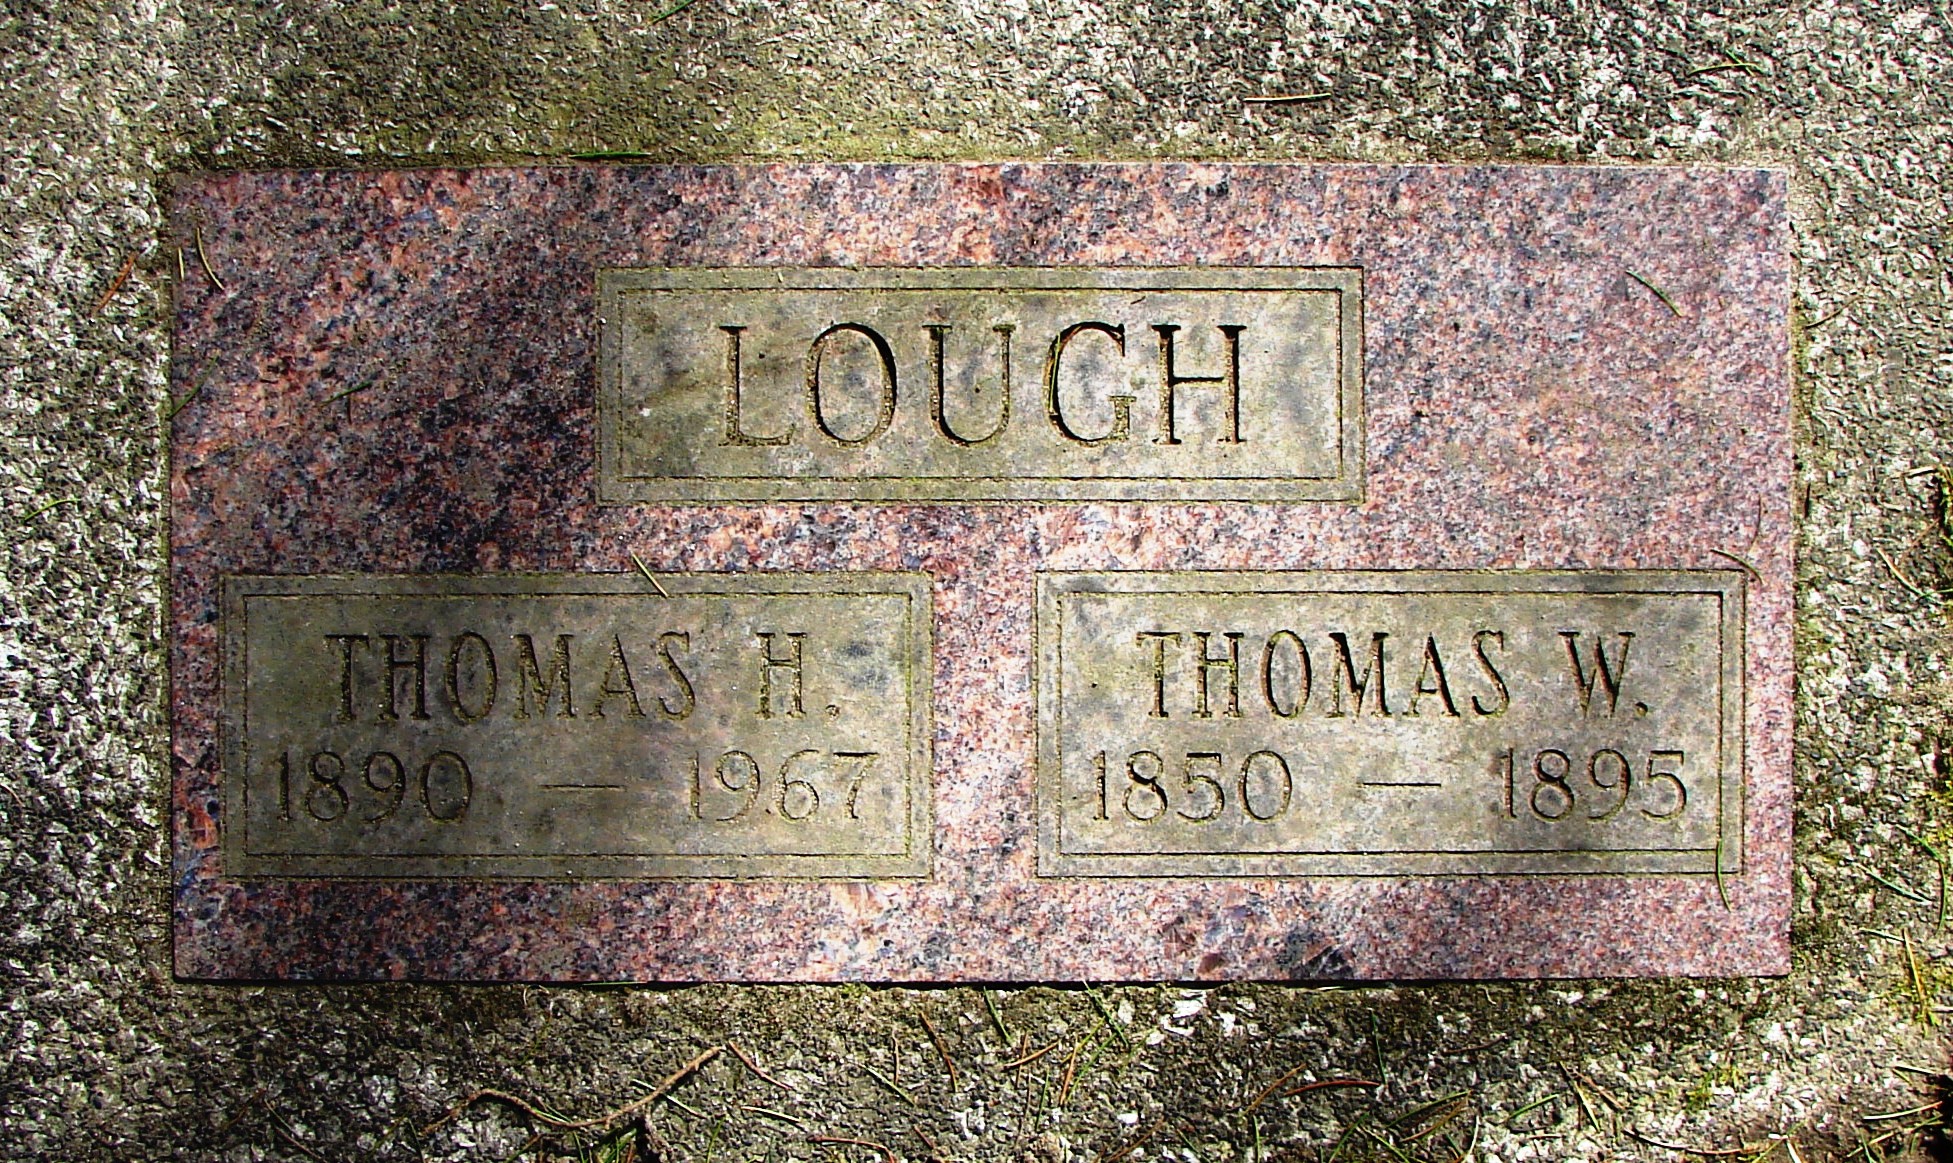 LOUGH
THOMAS H.
1890 — 1967
THOMAS W.
1850 — 1895